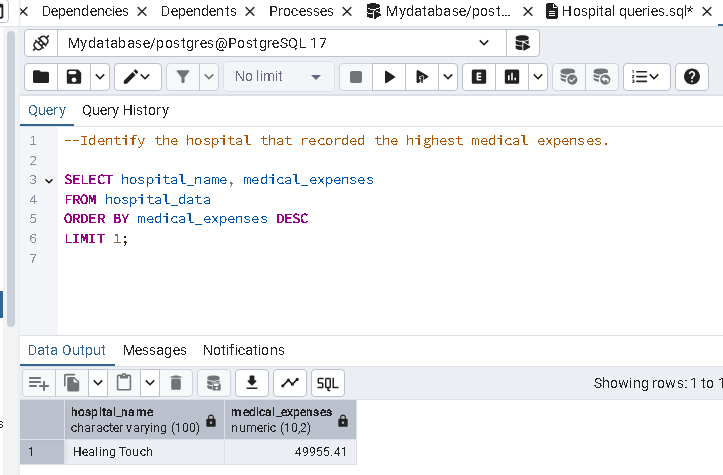 Dependencies Dependents Processes Mydatabase/post... Hospital queries.sql*
Mydatabase/postgres@PostgreSQL 17
No limit
Query Query History
1 --Identify the hospital that recorded the highest medical expenses.
2
3 SELECT hospital_name, medical_expenses
4 FROM hospital_data
5 ORDER BY medical_expenses DESC
6 LIMIT 1;
7
Data Output Messages Notifications
SQL Showing rows: 1 to 1
hospital_name medical_expenses
character varying (100) numeric (10,2)
1 Healing Touch 49955.41